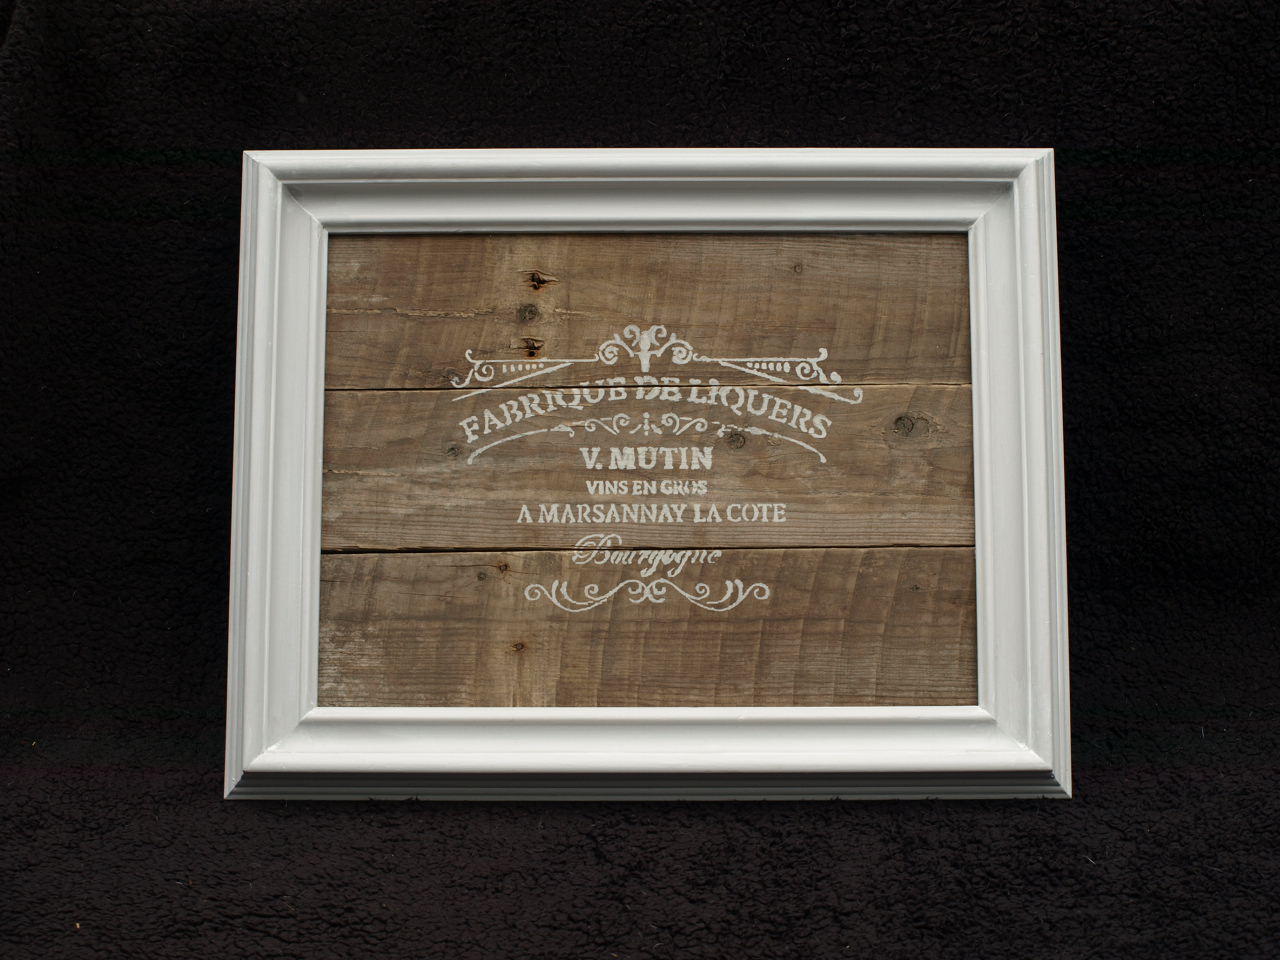 FABRIQUE DE LIQUERS
V. MUTIN
VINS EN GROS
A MARSANNAY LA COTE
Bourgogne